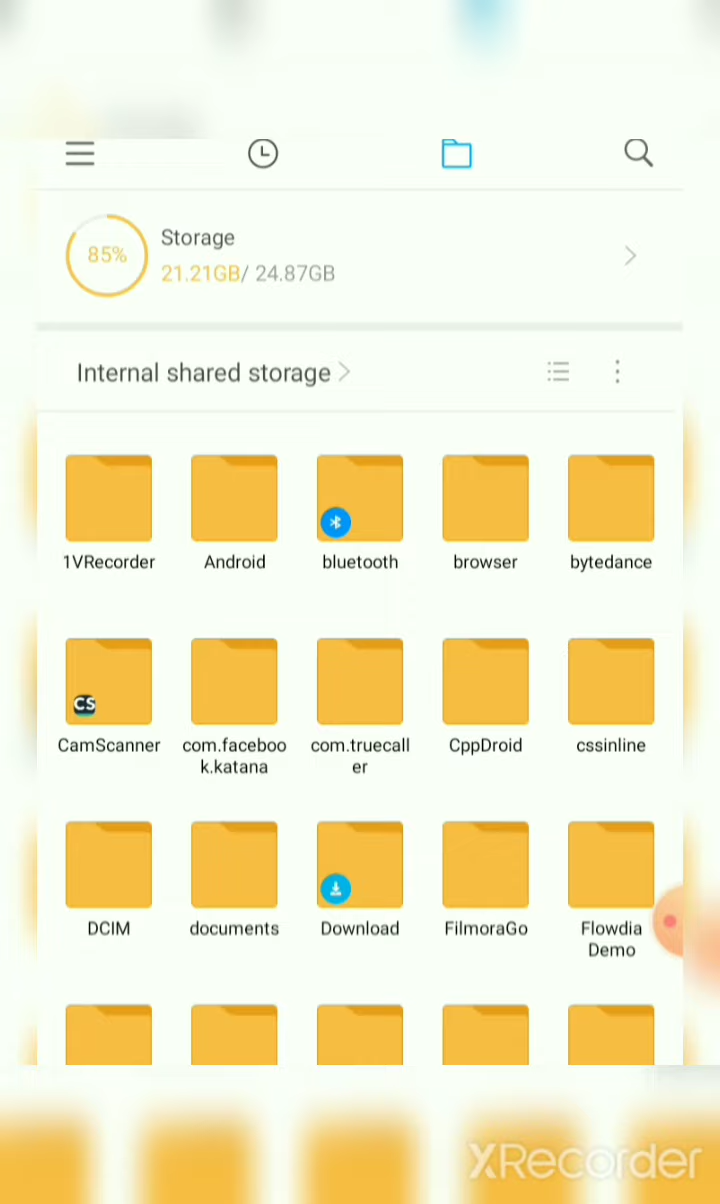 85%
Storage
21.21GB/ 24.87GB
Internal shared storage
1VRecorder
Android
bluetooth
browser
bytedance
CS
CamScanner
com.faceboo
k.katana
com.truecall
er
CppDroid
cssinline
DCIM
documents
Download
FilmoraGo
Flowdia
Demo
XRecorder